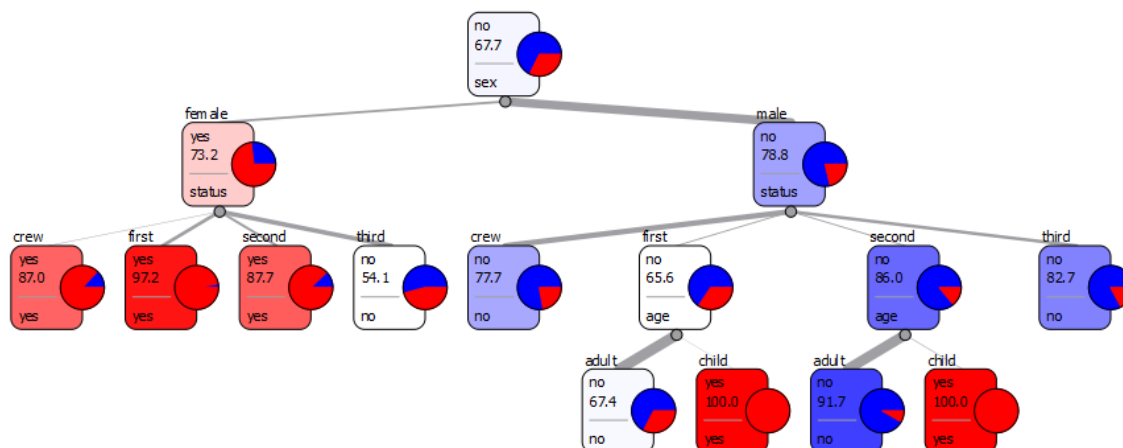 no
67.7
sex
female
yes
73.2
status
male
no
78.8
status
crew
yes
87.0
yes
first
yes
97.2
yes
second
yes
87.7
yes
third
no
54.1
no
crew
no
77.7
no
first
no
65.6
age
second
no
86.0
age
third
no
82.7
no
adult
no
67.4
no
child
yes
100.0
yes
adult
no
91.7
no
child
yes
100.0
yes